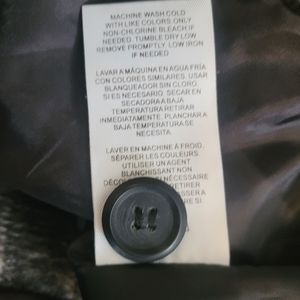 MACHINE WASH COLD
WITH LIKE COLORS.ONLY
NON-CHLORINE BLEACH IF
NEEDED. TUMBLE DRY LOW
REMOVE PROMPTLY. LOW IRON
IF NEEDED
LAVAR A MÁQUINA EN AGUA FRÍA
CON COLORES SIMILARES. USAR
BLANQUEADOR SIN CLORO,
SI ES NECESARIO. SECAR EN
SECADORA A BAJA
TEMPERATURA RETIRAR
INMEDIATAMENTE. PLANCHAR A
BAJA TEMPERATURA SE
NECESITA.
LAVER EN MACHINE À FROID,
SÉPARER LES COULEURS
UTILISER UN AGENT
BLANCHISSANT NON
NÉCESSAIRE
RETIRER
SI